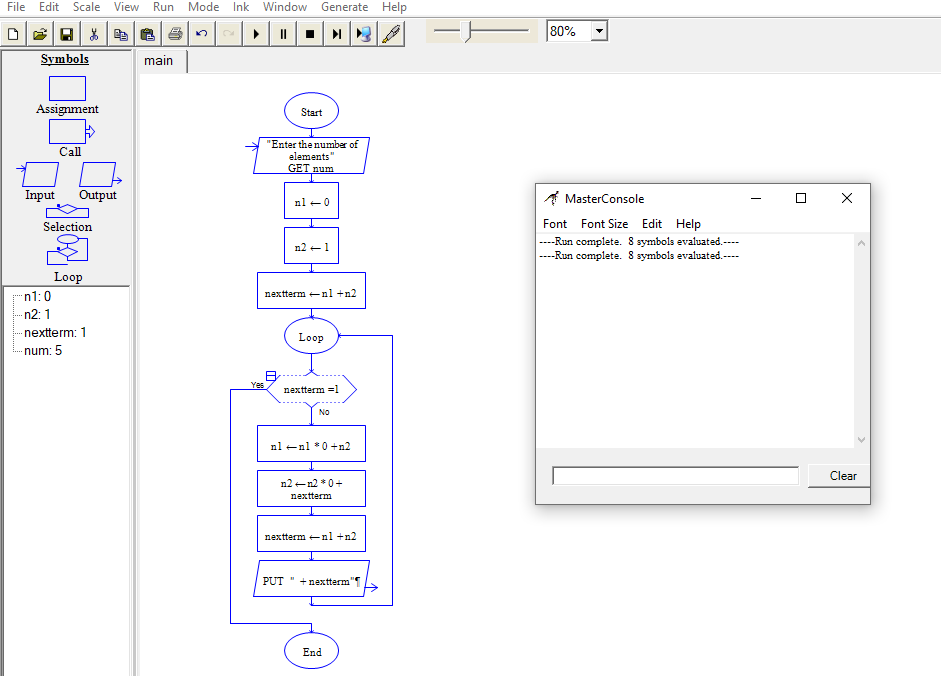 File Edit Scale View Run Mode Ink Window Generate Help
80%
Symbols
Assignment
Call
Input Output
Selection
Loop
n1: 0
n2: 1
nextterm: 1
num: 5
main
Start
"Enter the number of
elements"
GET num
n1 ← 0
n2 ← 1
nextterm ← n1 + n2
Loop
Yes
nextterm =1
No
n1 ← n1 * 0 + n2
n2 ← n2 * 0 +
nextterm
nextterm ← n1 + n2
PUT " + nextterm"¶
End
MasterConsole
Font Font Size Edit Help
----Run complete. 8 symbols evaluated.----
----Run complete. 8 symbols evaluated.----
Clear